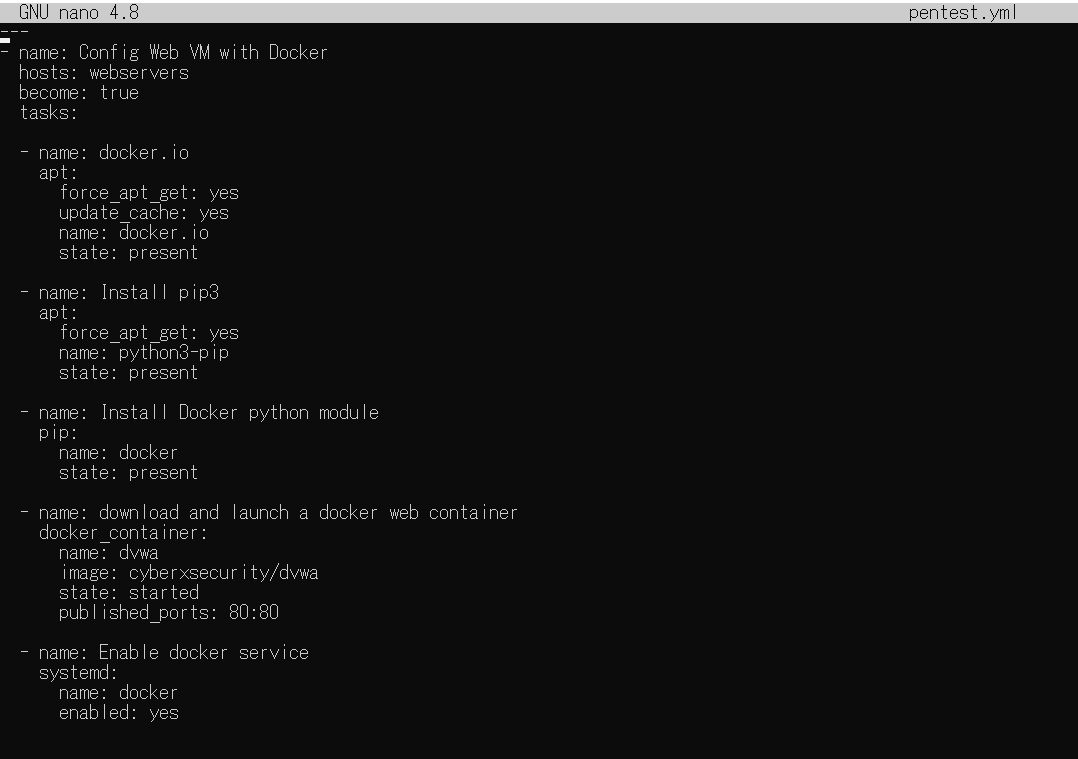 GNU nano 4.8 pentest.yml
---
- name: Config Web VM with Docker
  hosts: webservers
  become: true
  tasks:

  - name: docker.io
    apt:
      force_apt_get: yes
      update_cache: yes
      name: docker.io
      state: present

  - name: Install pip3
    apt:
      force_apt_get: yes
      name: python3-pip
      state: present

  - name: Install Docker python module
    pip:
      name: docker
      state: present

  - name: download and launch a docker web container
    docker_container:
      name: dvwa
      image: cyberxsecurity/dvwa
      state: started
      published_ports: 80:80

  - name: Enable docker service
    systemd:
      name: docker
      enabled: yes